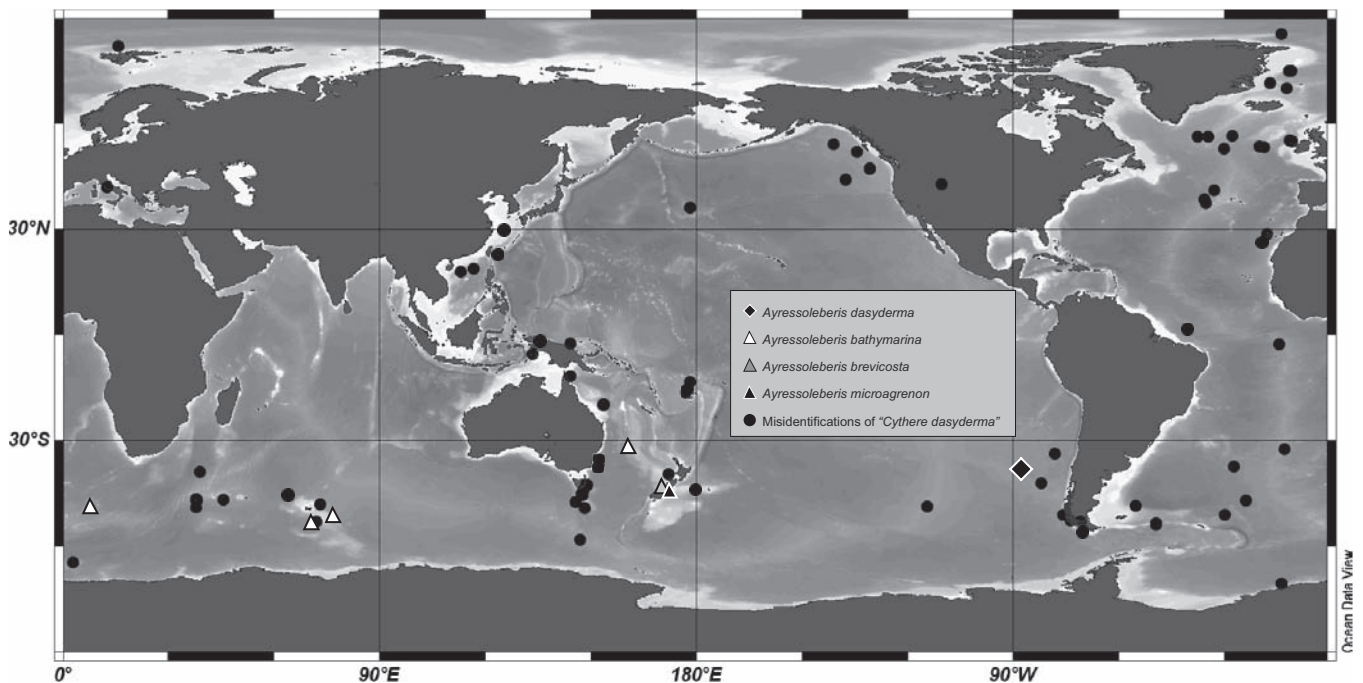 30°N
30°S
0°
90°E
180°E
90°W
Ayressoleberis dasyderma
Ayressoleberis bathymarina
Ayressoleberis brevicosta
Ayressoleberis microagrenon
Misidentifications of "Cythere dasyderma"
Ocean Data View